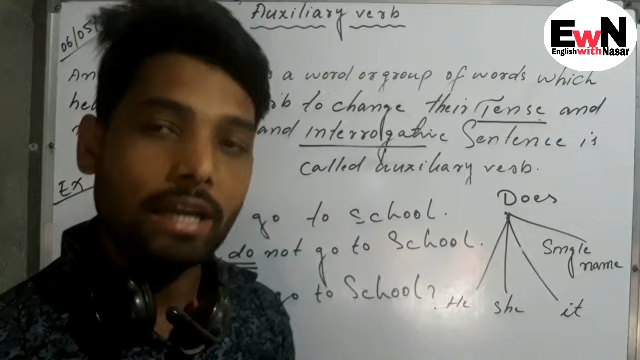 EWN
English with Nasar
06/05/
Auxiliary verb
An a word or group of words which
he rb to change their Tense and
and interrogative Sentence is
called auxiliary verb.
EX
go to school.
do not go to School.
to School?
Does
He
she
it
Single
name